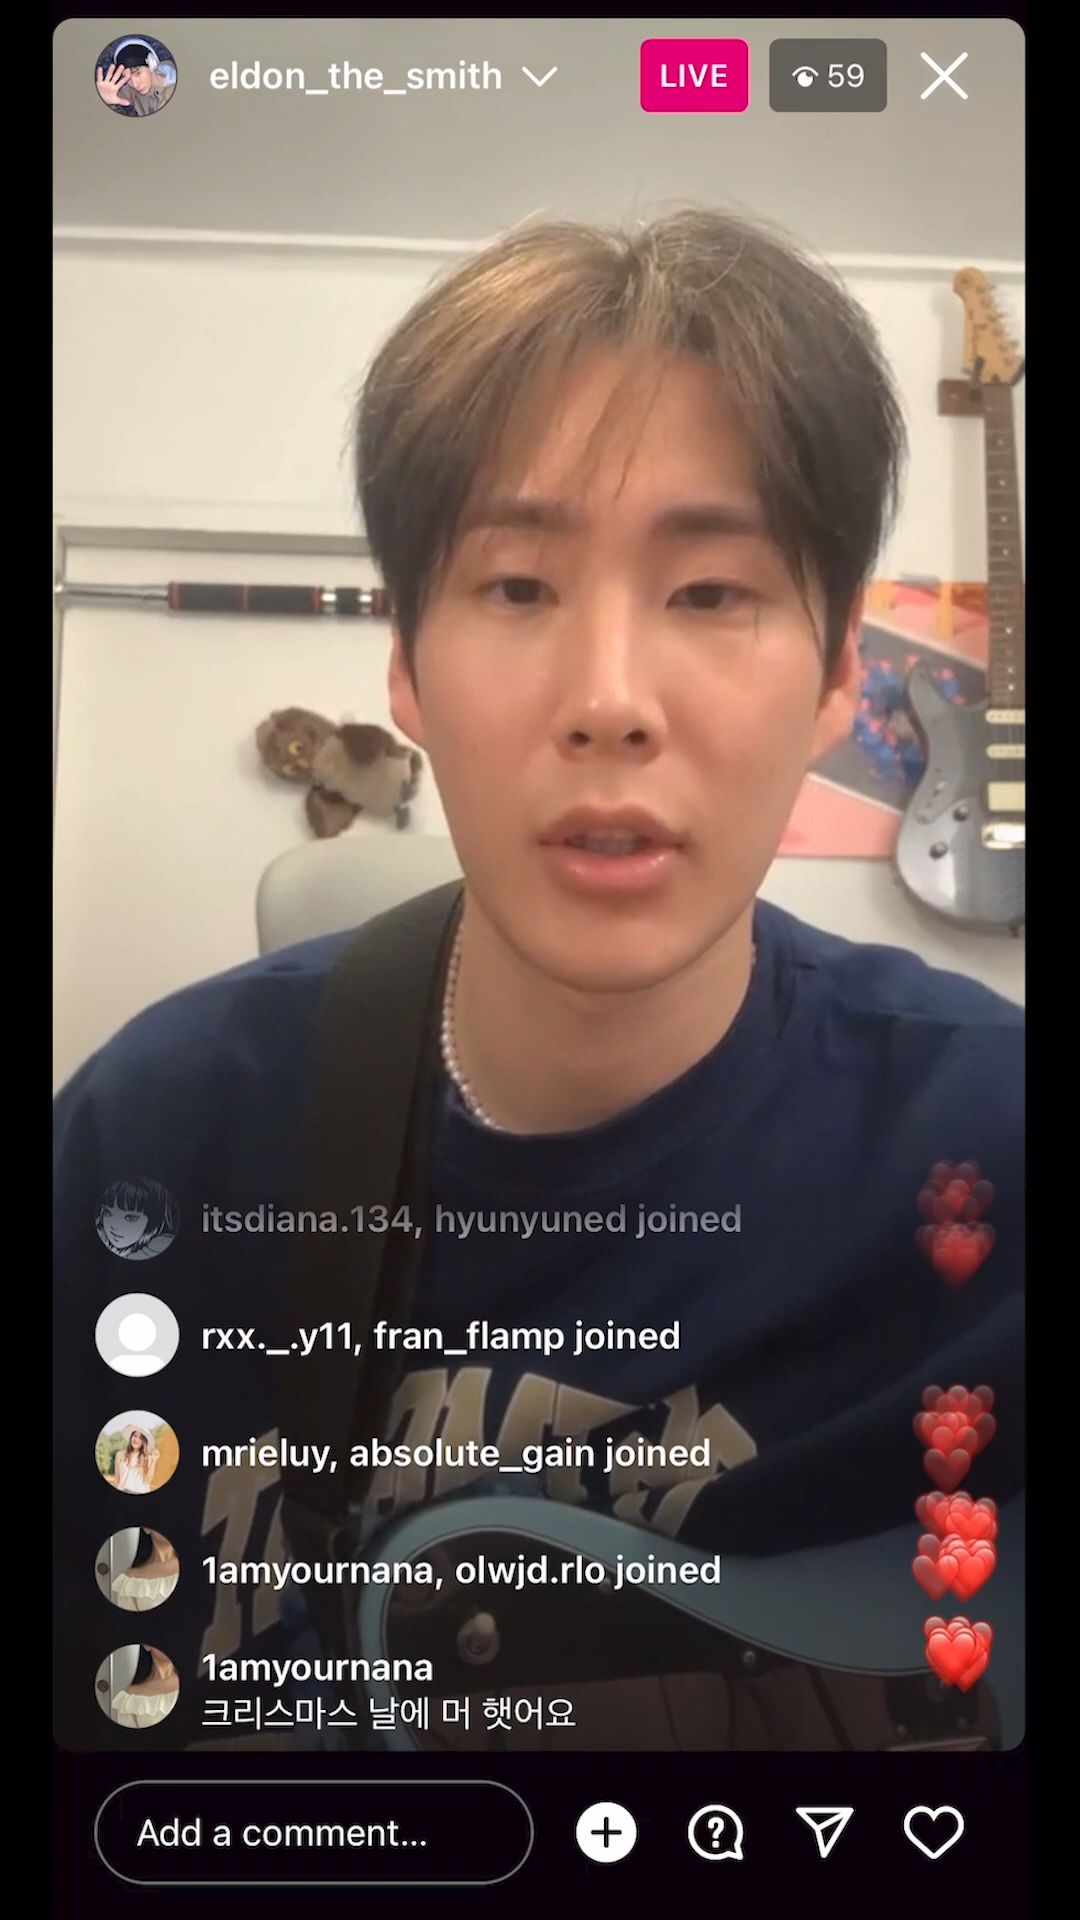 eldon_the_smith
LIVE
59
itsdiana.134, hyunyuned joined
rxx._.y11, fran_flamp joined
mrieluy, absolute_gain joined
1amyournana, olwjd.rlo joined
1amyournana
크리스마스 날에 머 햇어요
Add a comment...